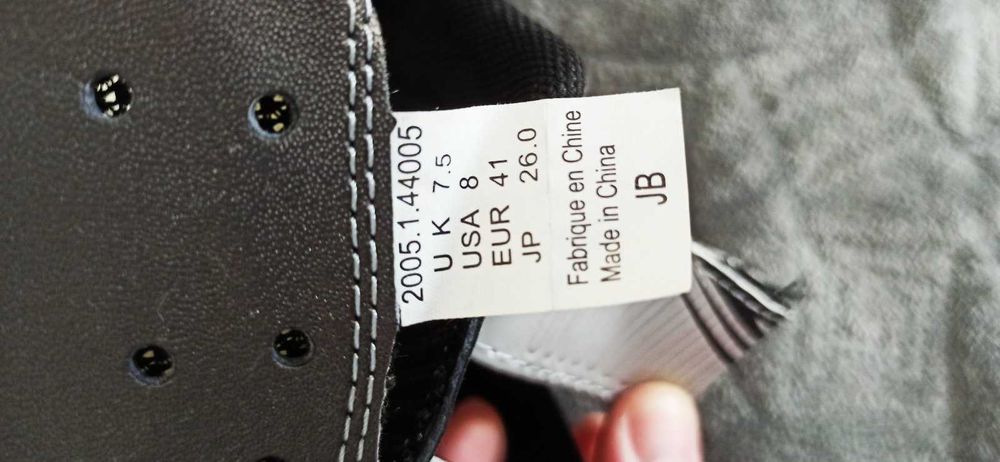 2005.1.44005
U K 7.5
USA 8
EUR 41
JP 26.0
Fabrique en Chine
Made in China
JB